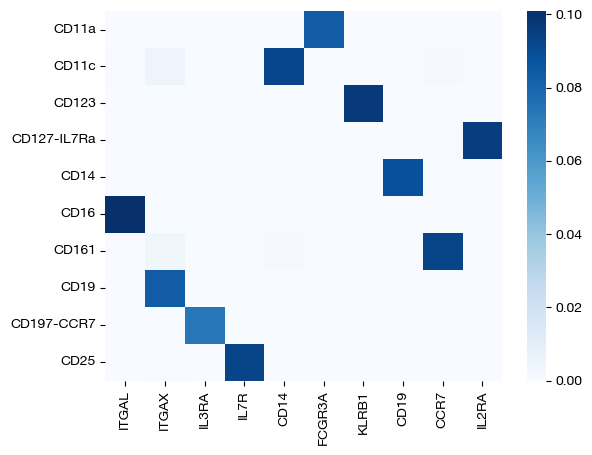 CD11a
CD11c
CD123
CD127-IL7Ra
CD14
CD16
CD161
CD19
CD197-CCR7
CD25
ITGAL
ITGAX
IL3RA
IL7R
CD14
FCGR3A
KLRB1
CD19
CCR7
IL2RA
0.10
0.08
0.06
0.04
0.02
0.00